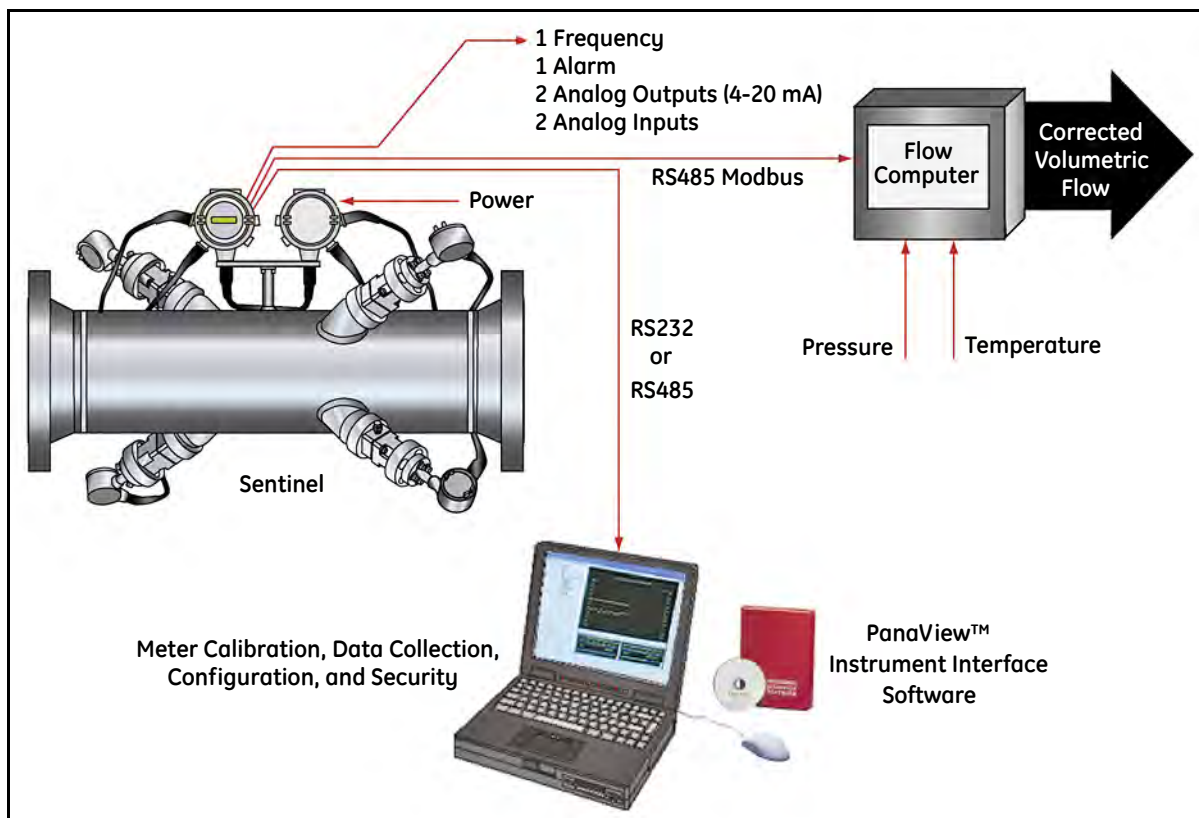 1 Frequency
1 Alarm
2 Analog Outputs (4-20 mA)
2 Analog Inputs
RS485 Modbus
Flow
Computer
Corrected
Volumetric
Flow
Power
Pressure
Temperature
RS232
or
RS485
Sentinel
Meter Calibration, Data Collection,
Configuration, and Security
PanaView™
Instrument Interface
Software